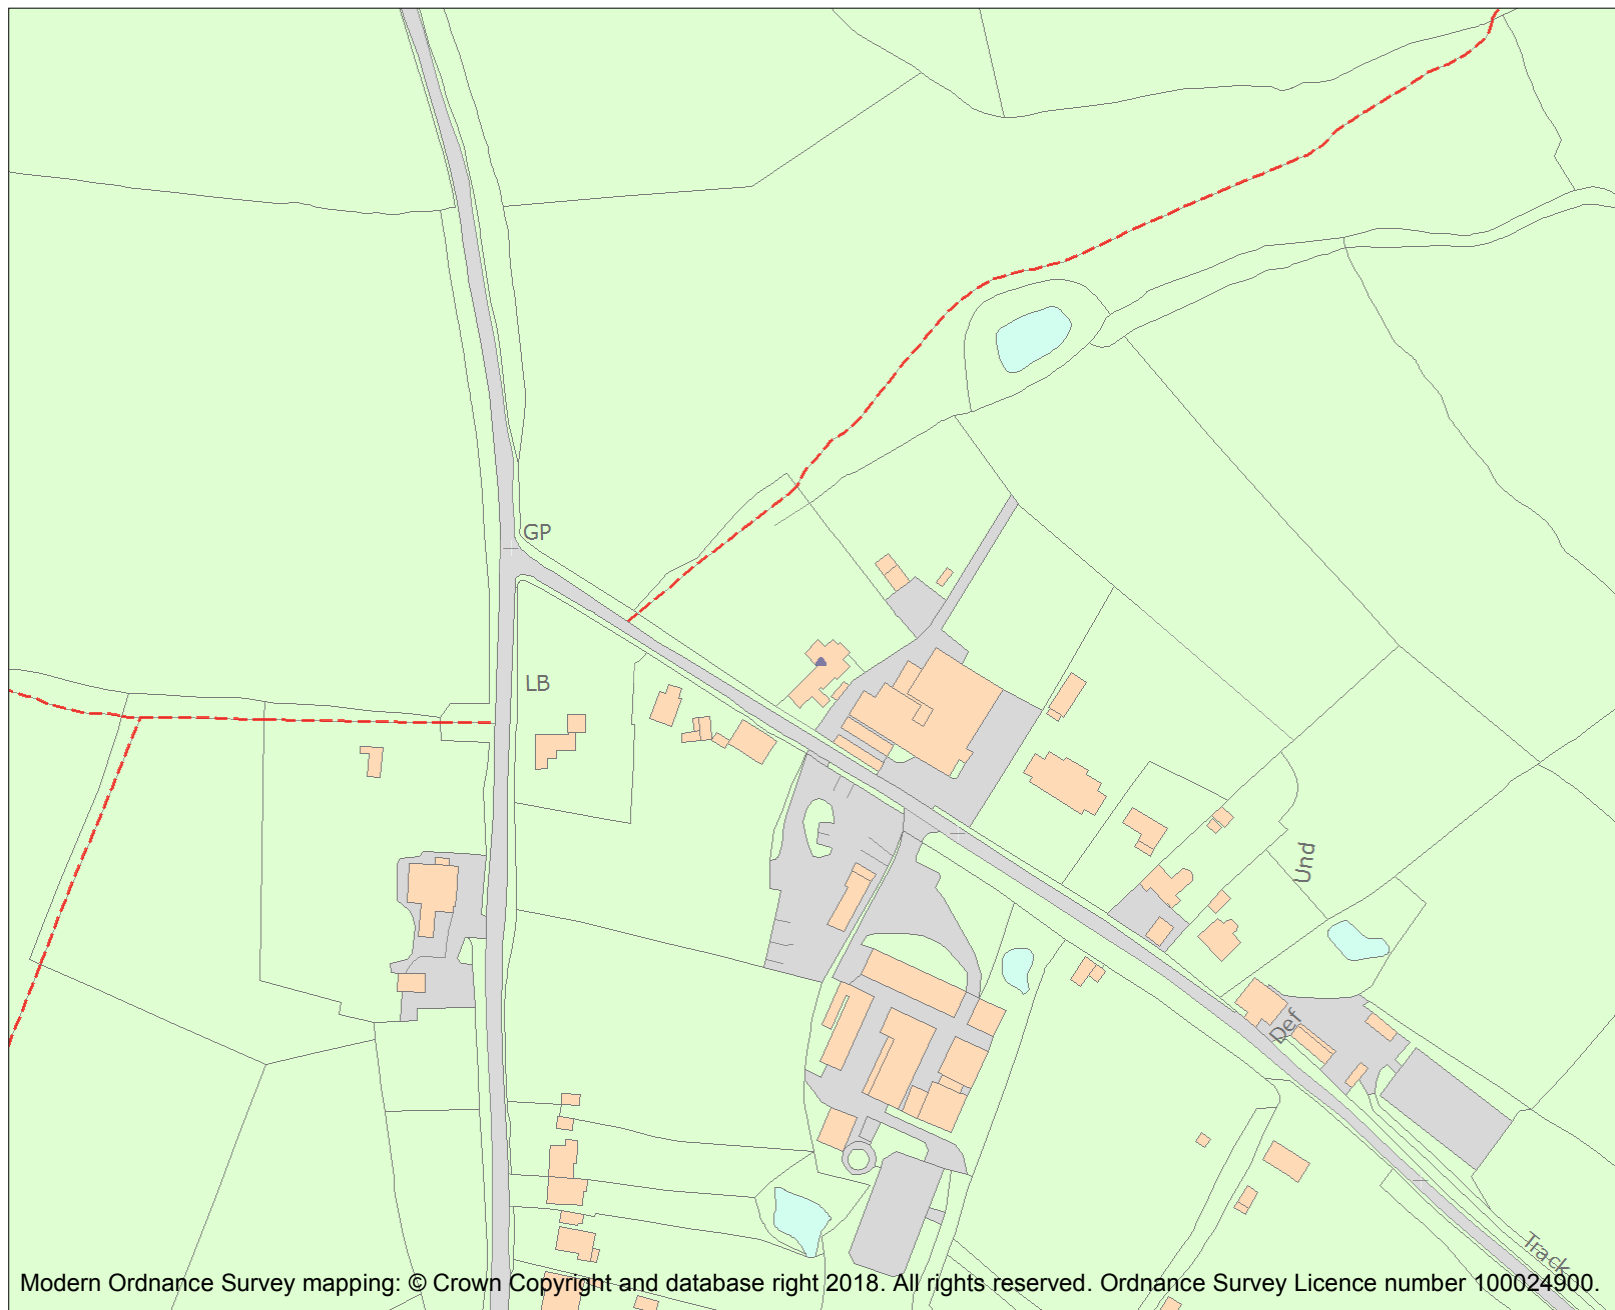 GP
LB
Und
Def
Track
Modern Ordnance Survey mapping: © Crown Copyright and database right 2018. All rights reserved. Ordnance Survey Licence number 100024900.